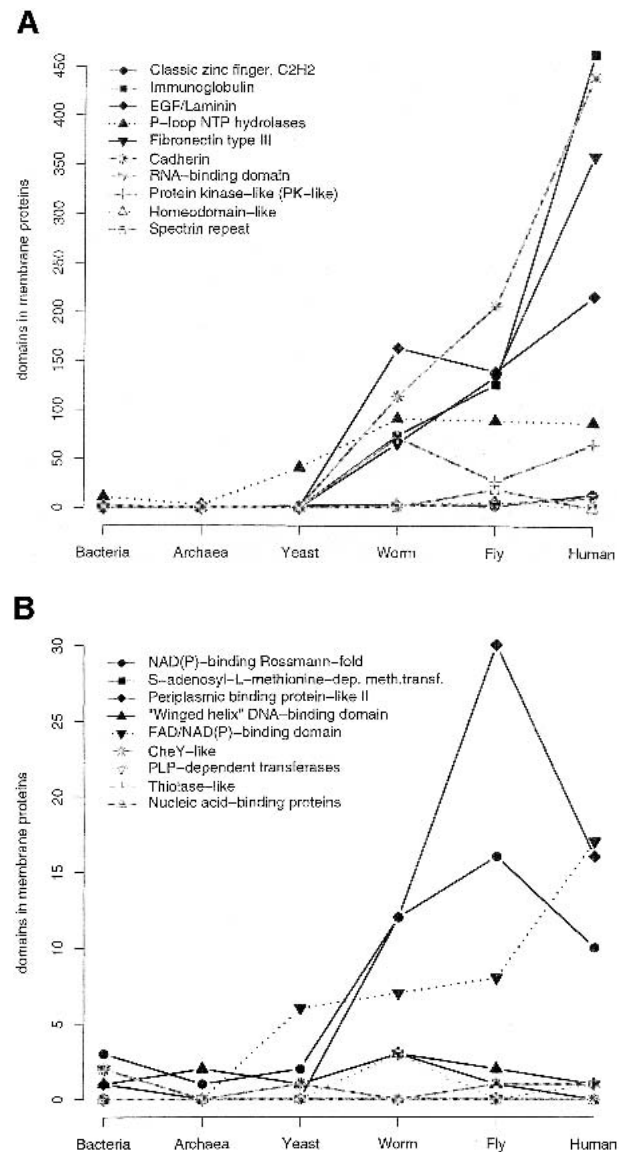 A
domains in membrane proteins
450
400
350
300
250
200
150
100
50
0
Classic zinc finger, C2H2
Immunoglobulin
EGF/Laminin
P-loop NTP hydrolases
Fibronectin type III
Cadherin
RNA-binding domain
Protein kinase-like (PK-like)
Homeodomain-like
Spectrin repeat
Bacteria Archaea Yeast Worm Fly Human
B
domains in membrane proteins
30
25
20
15
10
5
0
NAD(P)-binding Rossmann-fold
S-adenosyl-L-methionine-dep. meth.transf.
Periplasmic binding protein-like II
"Winged helix" DNA-binding domain
FAD/NAD(P)-binding domain
CheY-like
PLP-dependent transferases
Thiolase-like
Nucleic acid-binding proteins
Bacteria Archaea Yeast Worm Fly Human